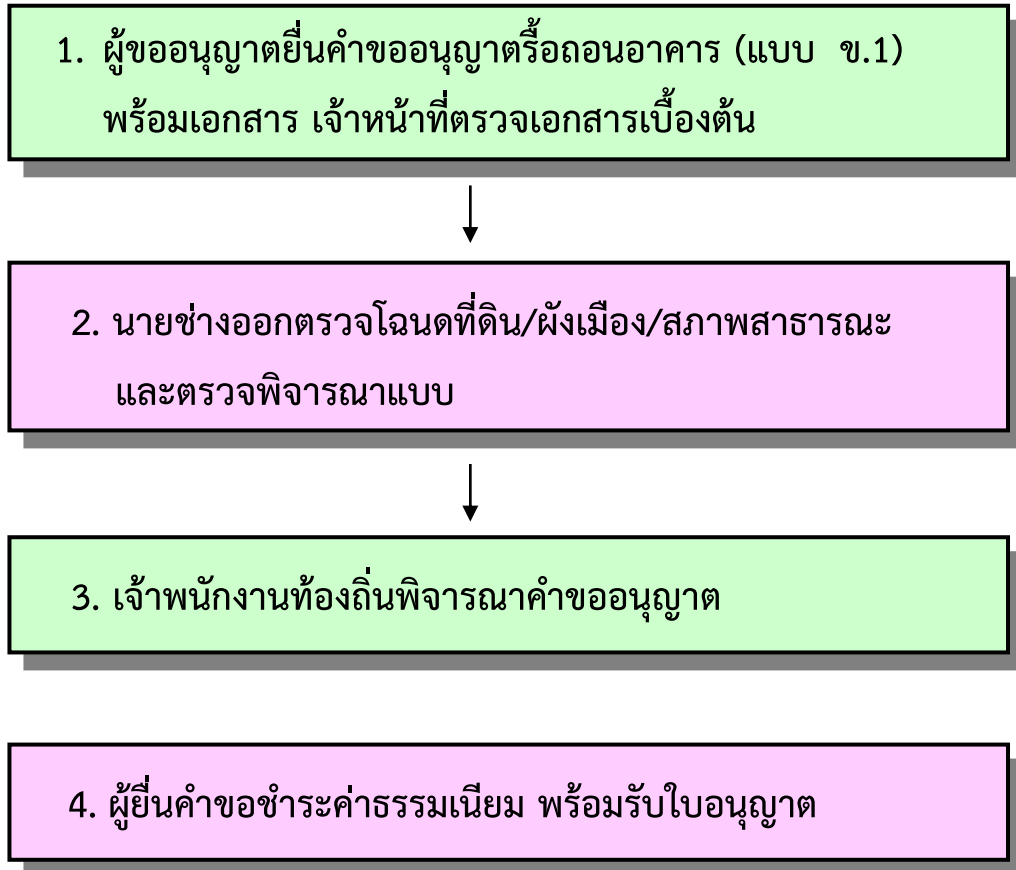 1. ผู้ขออนุญาตยื่นคำขออนุญาตรื้อถอนอาคาร (แบบ ข.1)
พร้อมเอกสาร เจ้าหน้าที่ตรวจเอกสารเบื้องต้น
2. นายช่างออกตรวจโฉนดที่ดิน/ผังเมือง/สภาพสาธารณะ
และตรวจพิจารณาแบบ
3. เจ้าพนักงานท้องถิ่นพิจารณาคำขออนุญาต
4. ผู้ยื่นคำขอชำระค่าธรรมเนียม พร้อมรับใบอนุญาต